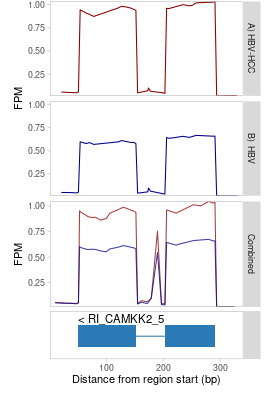 1.00
0.75
0.50
0.25
A) HBV-HCC
FPM
1.00
0.75
0.50
0.25
B) HBV
1.00
0.75
0.50
0.25
FPM
Combined
< RI_CAMKK2_5
100
200
300
Distance from region start (bp)